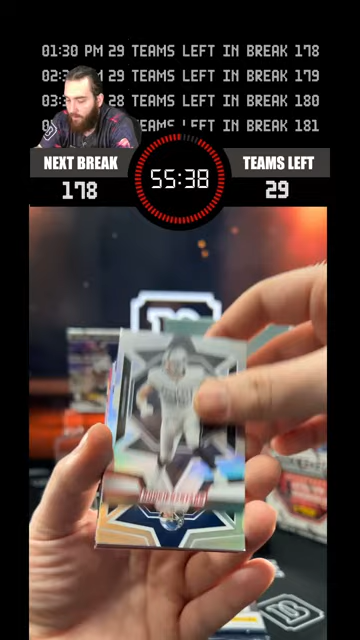 01:30 PM 29 TEAMS LEFT IN BREAK 178
29 TEAMS LEFT IN BREAK 179
28 TEAMS LEFT IN BREAK 180
TEAMS LEFT IN BREAK 181
NEXT BREAK
178
55:38
TEAMS LEFT
29